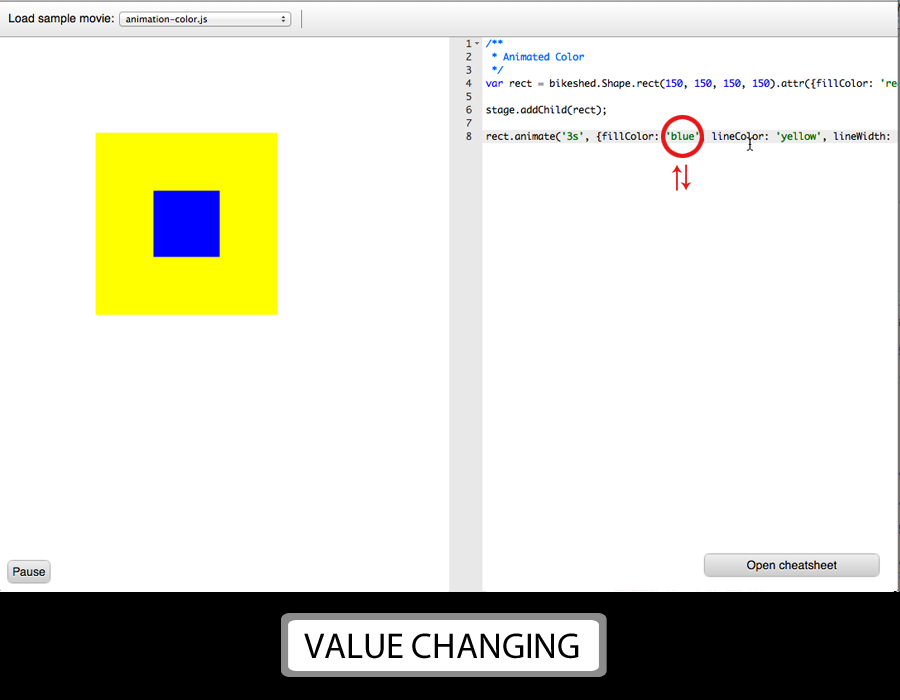 Load sample movie: animation-color.js
1 /**
2 * Animated Color
3 */
4 var rect = bikeshed.Shape.rect(150, 150, 150, 150).attr({fillColor: 're
5
6 stage.addChild(rect);
7
8 rect.animate('3s', {fillColor: 'blue', lineColor: 'yellow', lineWidth:
Pause
Open cheatsheet
VALUE CHANGING